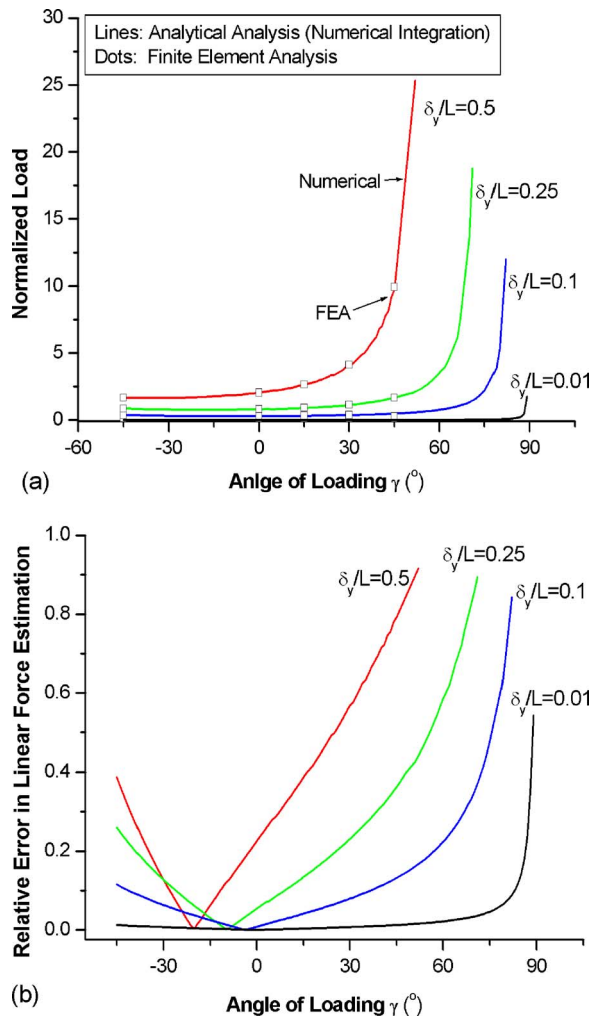 30
25
20
15
10
5
0
Normalized Load
Lines: Analytical Analysis (Numerical Integration)
Dots: Finite Element Analysis
δy/L=0.5
Numerical
δy/L=0.25
FEA
δy/L=0.1
δy/L=0.01
-60 -30 0 30 60 90
(a)
Anlge of Loading γ (°)
1.0
0.8
0.6
0.4
0.2
0.0
Relative Error in Linear Force Estimation
δy/L=0.5
δy/L=0.25
δy/L=0.1
δy/L=0.01
-30 0 30 60 90
(b)
Angle of Loading γ (°)